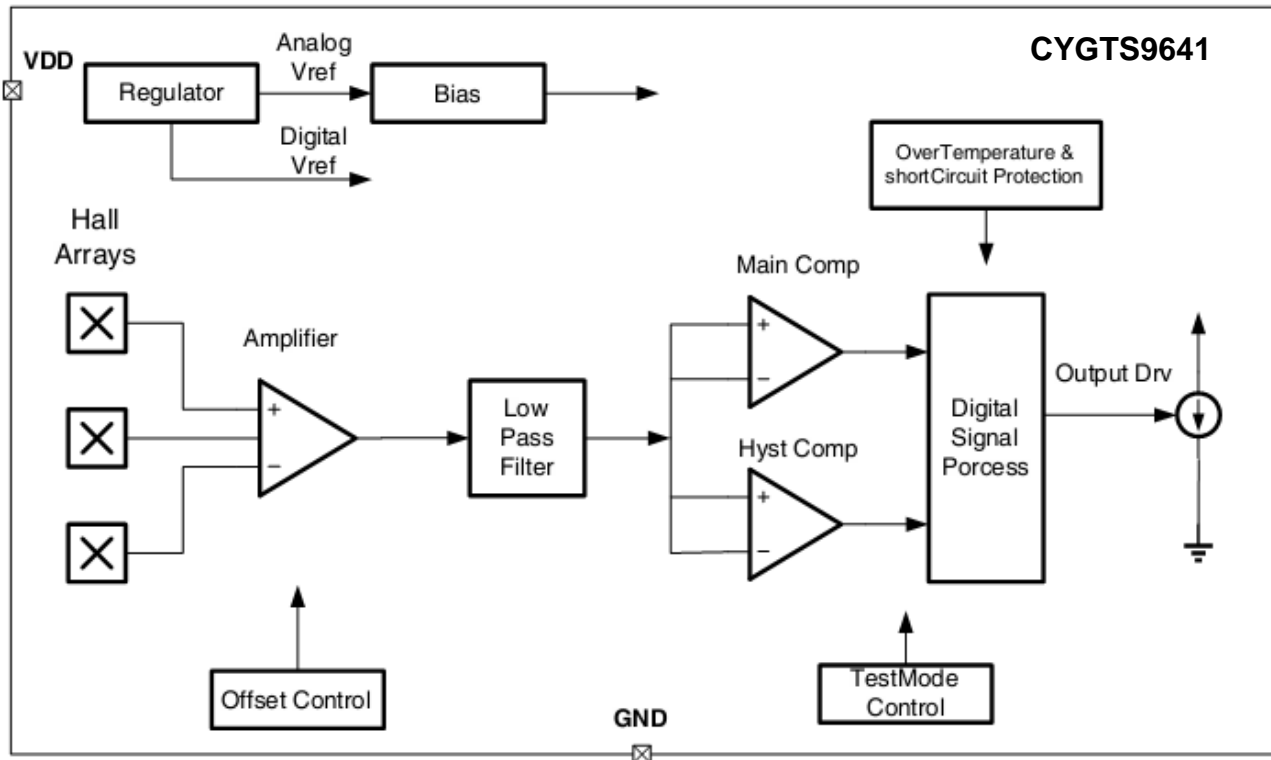 CYGTS9641
VDD
Analog
Vref
Regulator
Bias
Digital
Vref
OverTemperature &
shortCircuit Protection
Hall
Arrays
Main Comp
Amplifier
+
−
+
−
Low
Pass
Filter
Output Drv
Digital
Signal
Porcess
Hyst Comp
+
−
Offset Control
TestMode
Control
GND